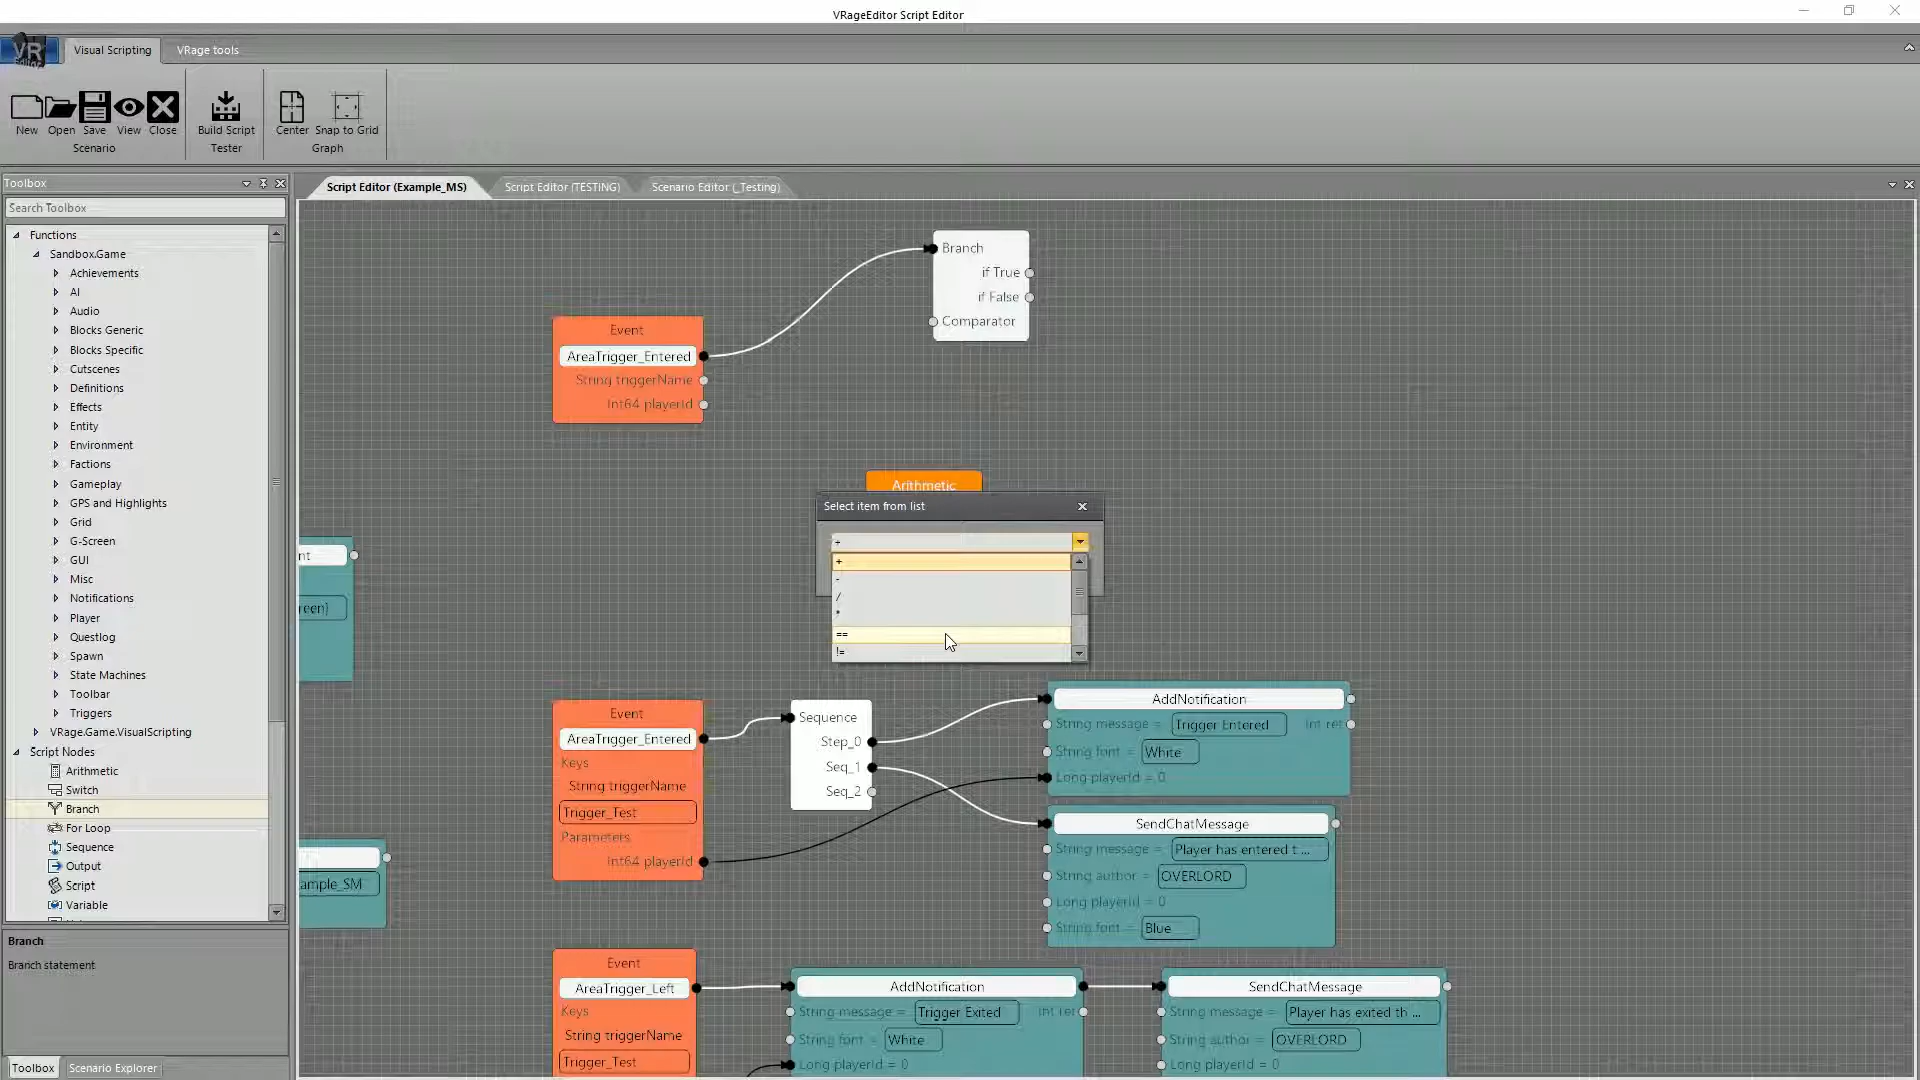 VRageEditor Script Editor
VR
Editor
Visual Scripting
VRage tools
New
Open
Save
View
Close
Scenario
Build Script
Tester
Center
Snap to Grid
Graph
Toolbox
Search Toolbox
Functions
Sandbox.Game
Achievements
AI
Audio
Blocks Generic
Blocks Specific
Cutscenes
Definitions
Effects
Entity
Environment
Factions
Gameplay
GPS and Highlights
Grid
G-Screen
GUI
Misc
Notifications
Player
Questlog
Spawn
State Machines
Toolbar
Triggers
VRage.Game.VisualScripting
Script Nodes
Arithmetic
Switch
Branch
For Loop
Sequence
Output
Script
Variable
Branch
Branch statement
Toolbox
Scenario Explorer
Script Editor (Example_MS)
Script Editor (TESTING)
Scenario Editor (_Testing)
Branch
if True
if False
Comparator
Event
AreaTrigger_Entered
String triggerName
Int64 playerId
Arithmetic
Select item from list
+
+
-
/
*
==
!=
nt
reen]
ample_SM
Event
AreaTrigger_Entered
Keys
String triggerName
Trigger_Test
Parameters
Int64 playerId
Sequence
Step_0
Seq_1
Seq_2
AddNotification
String message = Trigger Entered
int ret
String font = White
Long playerId = 0
SendChatMessage
String message = Player has entered t ...
String author = OVERLORD
Long playerId = 0
String font = Blue
Event
AreaTrigger_Left
Keys
String triggerName
Trigger_Test
AddNotification
String message = Trigger Exited
int ret
String font = White
Long playerId = 0
SendChatMessage
String message = Player has exited th ...
String author = OVERLORD
Long playerId = 0